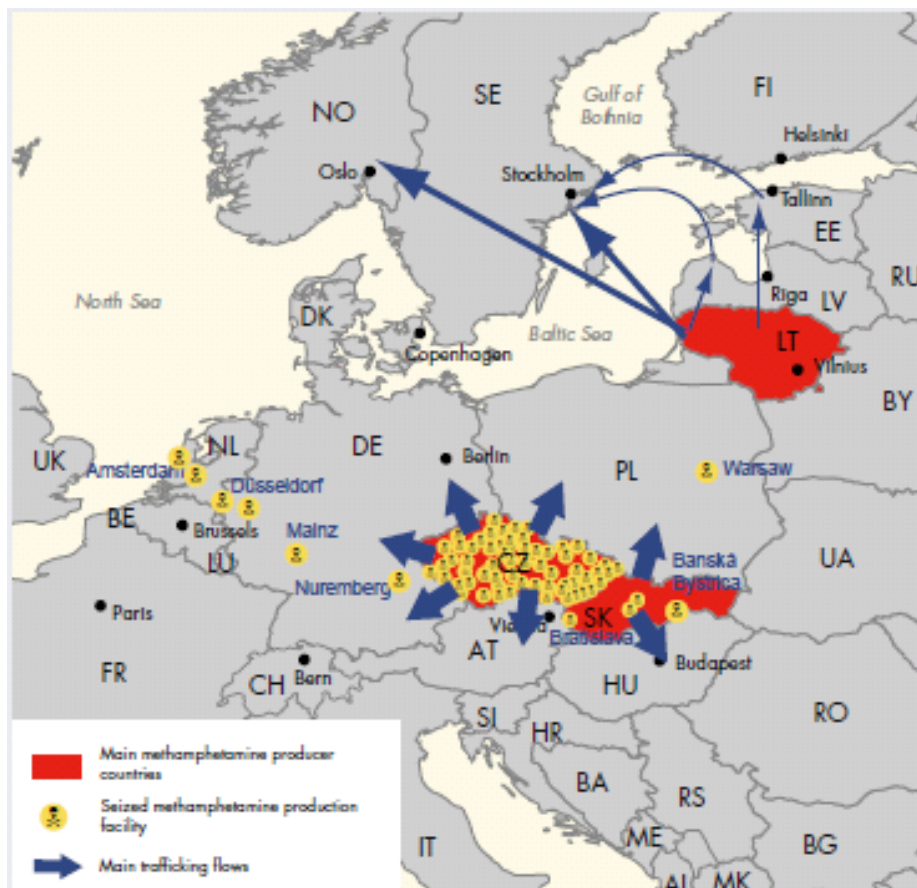 NO
SE
FI
Gulf of
Bothnia
Helsinki
Oslo
Stockholm
Tallinn
EE
RU
North Sea
Riga
LV
DK
Baltic Sea
LT
Copenhagen
Vilnius
BY
NL
DE
UK
Berlin
PL
Warsaw
Amsterdam
Düsseldorf
BE
Brussels
Mainz
CZ
Banská
Bystrica
UA
LU
Nuremberg
Paris
Vienna
SK
Bratislava
AT
Budapest
FR
CH
Bern
HU
RO
SI
HR
BA
RS
IT
ME
BG
AL
MK
Main methamphetamine producer
countries
Seized methamphetamine production
facility
Main trafficking flows